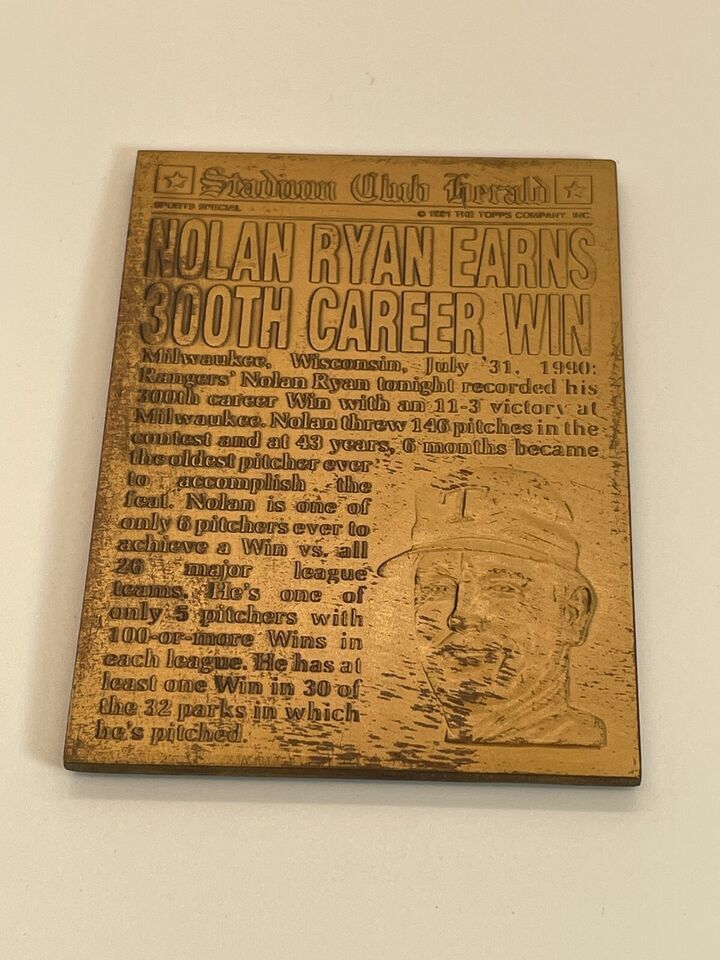 Stadium Club Herald
SPORTS SPECIAL © 1991 THE TOPPS COMPANY, INC.
NOLAN RYAN EARNS
300TH CAREER WIN
Milwaukee, Wisconsin, July '31, 1990:
Rangers' Nolan Ryan tonight recorded his
300th career Win with an 11-3 victory at
Milwaukee. Nolan threw 146 pitches in the
contest and at 43 years, 6 months became
the oldest pitcher ever
to accomplish the
feat. Nolan is one of
only 6 pitchers ever to
achieve a Win vs. all
26 major league
teams. He's one of
only 5 pitchers with
100-or-more Wins in
each league. He has at
least one Win in 30 of
the 32 parks in which
he's pitched.
T